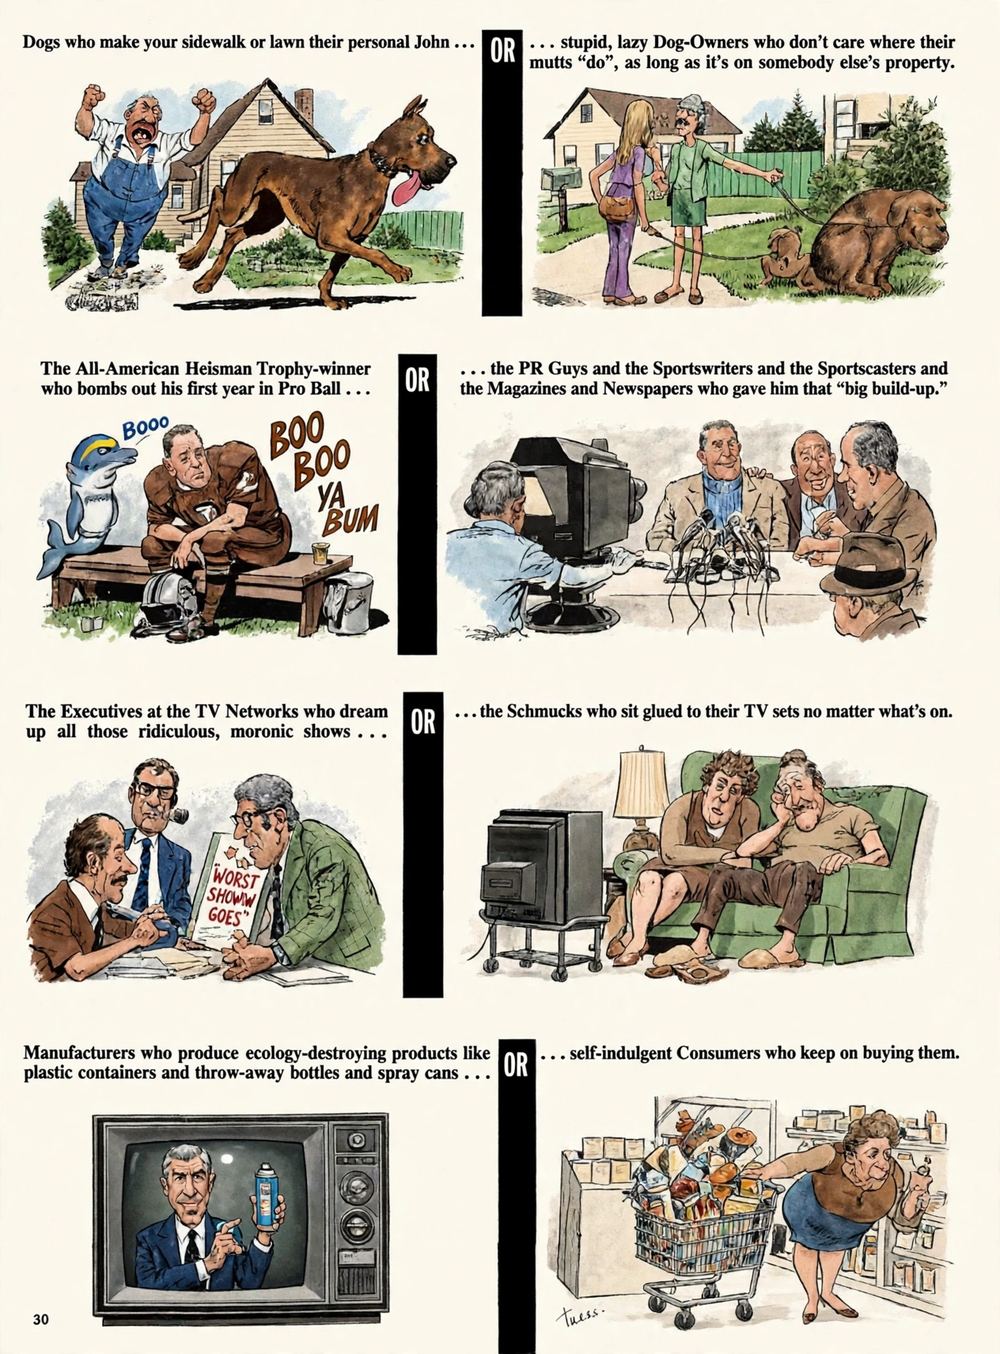 Dogs who make your sidewalk or lawn their personal John ...
OR
... stupid, lazy Dog-Owners who don't care where their
mutts “do”, as long as it's on somebody else's property.
The All-American Heisman Trophy-winner
who bombs out his first year in Pro Ball ...
OR
... the PR Guys and the Sportswriters and the Sportscasters and
the Magazines and Newspapers who gave him that “big build-up.”
BOOO
BOO
BOO
YA
BUM
The Executives at the TV Networks who dream
up all those ridiculous, moronic shows ...
OR
... the Schmucks who sit glued to their TV sets no matter what's on.
"WORST
SHOWW
GOES"
Manufacturers who produce ecology-destroying products like
plastic containers and throw-away bottles and spray cans ...
OR
... self-indulgent Consumers who keep on buying them.
30